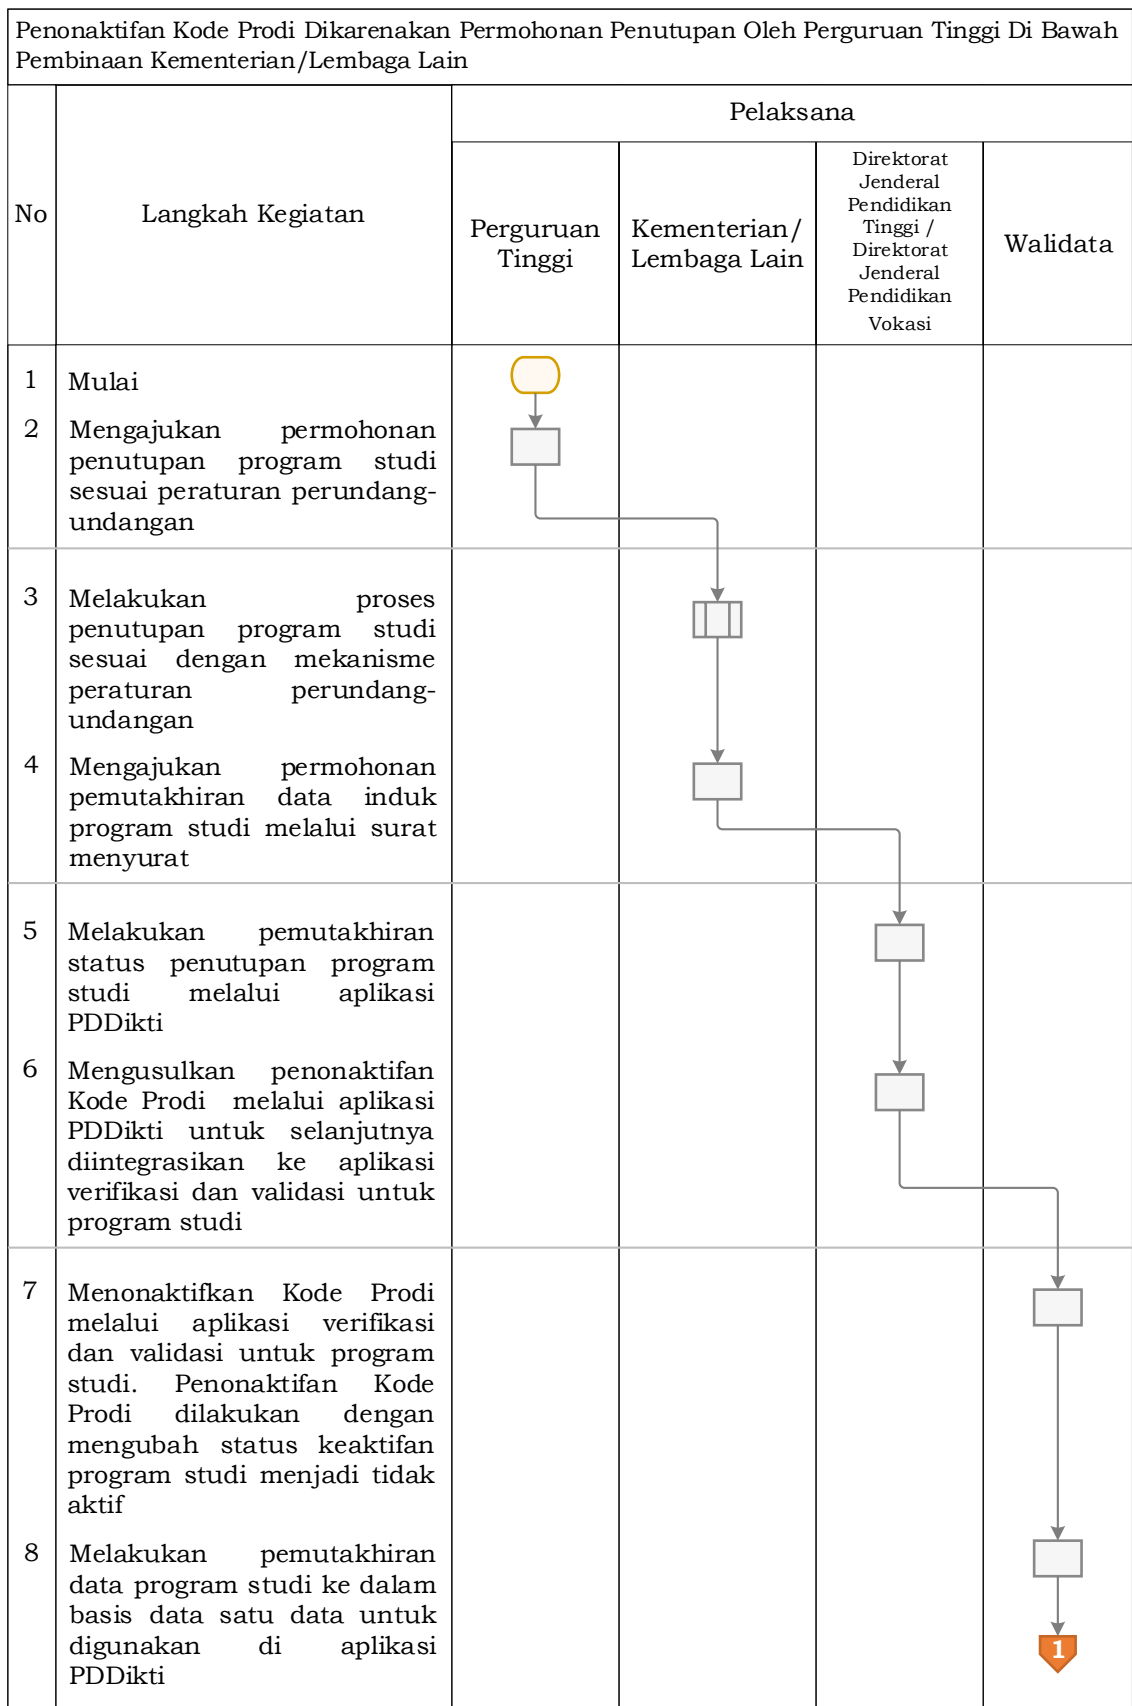 Penonaktifan Kode Prodi Dikarenakan Permohonan Penutupan Oleh Perguruan Tinggi Di Bawah
Pembinaan Kementerian/Lembaga Lain
No
Langkah Kegiatan
Pelaksana
Perguruan
Tinggi
Kementerian/
Lembaga Lain
Direktorat
Jenderal
Pendidikan
Tinggi /
Direktorat
Jenderal
Pendidikan
Vokasi
Walidata
1
Mulai
2
Mengajukan permohonan
penutupan program studi
sesuai peraturan perundang-
undangan
3
Melakukan proses
penutupan program studi
sesuai dengan mekanisme
peraturan perundang-
undangan
4
Mengajukan permohonan
pemutakhiran data induk
program studi melalui surat
menyurat
5
Melakukan pemutakhiran
status penutupan program
studi melalui aplikasi
PDDikti
6
Mengusulkan penonaktifan
Kode Prodi melalui aplikasi
PDDikti untuk selanjutnya
diintegrasikan ke aplikasi
verifikasi dan validasi untuk
program studi
7
Menonaktifkan Kode Prodi
melalui aplikasi verifikasi
dan validasi untuk program
studi. Penonaktifan Kode
Prodi dilakukan dengan
mengubah status keaktifan
program studi menjadi tidak
aktif
8
Melakukan pemutakhiran
data program studi ke dalam
basis data satu data untuk
digunakan di aplikasi
PDDikti
1